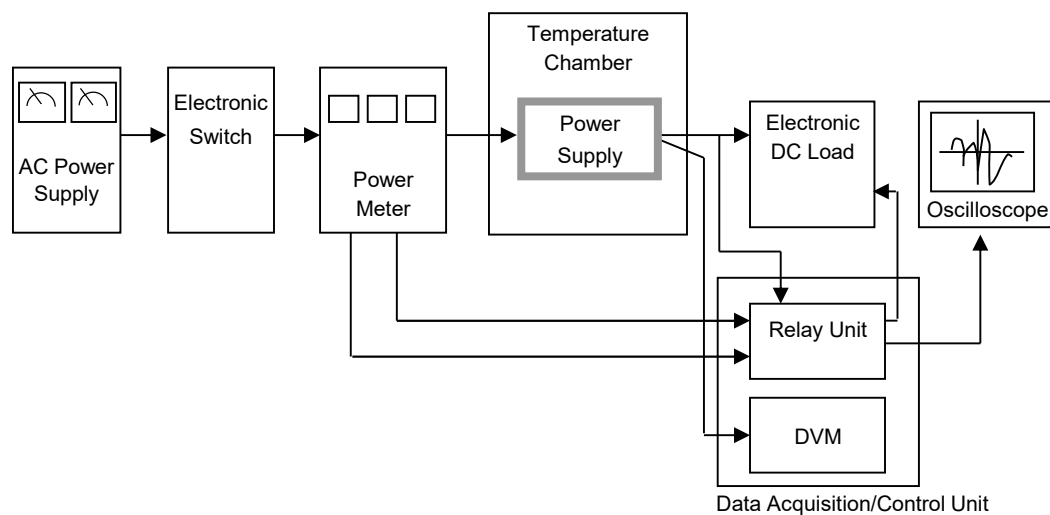 AC Power
Supply
Electronic
Switch
Power
Meter
Temperature
Chamber
Power
Supply
Electronic
DC Load
Oscilloscope
Relay Unit
DVM
Data Acquisition/Control Unit